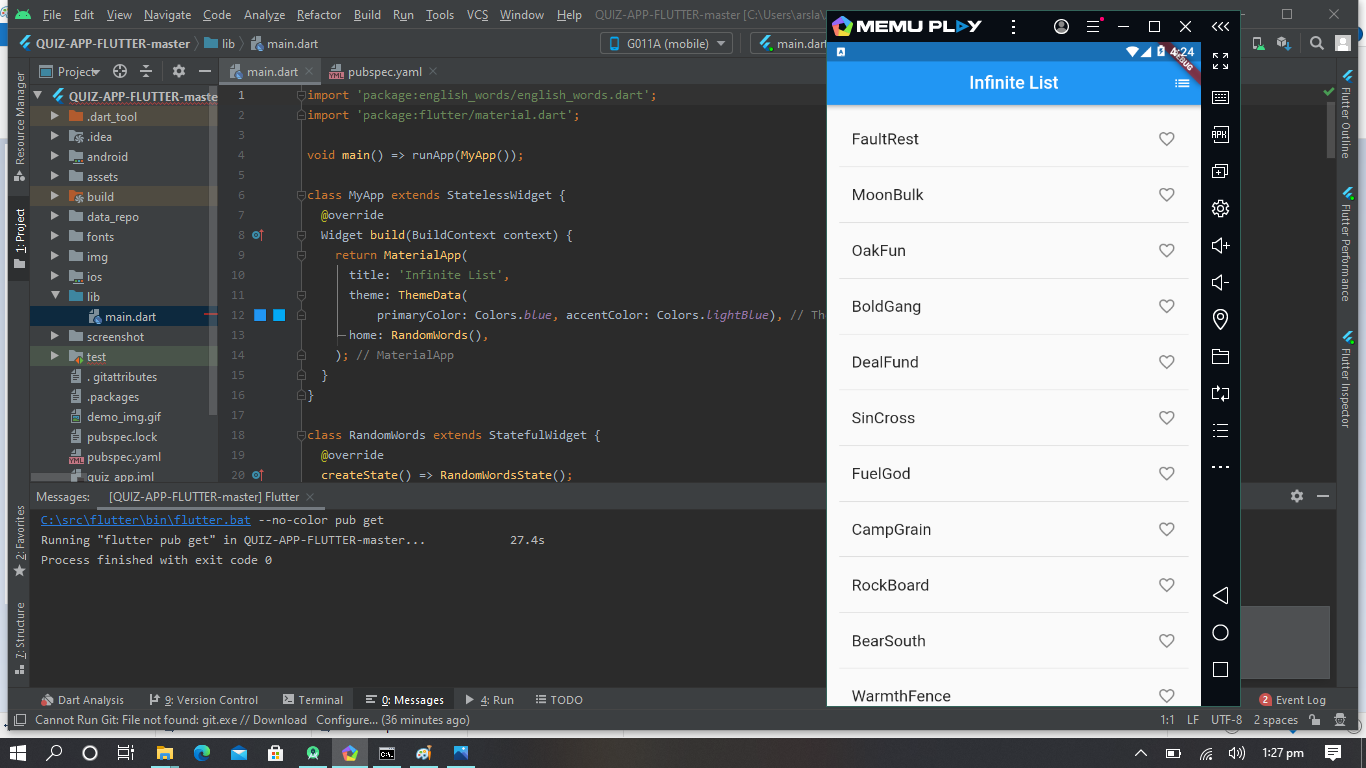 File Edit View Navigate Code Analyze Refactor Build Run Tools VCS Window Help QUIZ-APP-FLUTTER-master [C:\Users\arsla
QUIZ-APP-FLUTTER-master lib main.dart G011A (mobile) main.dart
Project main.dart pubspec.yaml
Resource Manager
1: Project
2: Favorites
7: Structure
QUIZ-APP-FLUTTER-maste
.dart_tool
.idea
android
assets
build
data_repo
fonts
img
ios
lib
main.dart
screenshot
test
.gitattributes
.packages
demo_img.gif
pubspec.lock
pubspec.yaml
quiz_app.iml
1 import 'package:english_words/english_words.dart';
2 import 'package:flutter/material.dart';
3
4 void main() => runApp(MyApp());
5
6 class MyApp extends StatelessWidget {
7 @override
8 Widget build(BuildContext context) {
9 return MaterialApp(
10 title: 'Infinite List',
11 theme: ThemeData(
12 primaryColor: Colors.blue, accentColor: Colors.lightBlue), // Th
13 home: RandomWords(),
14 ); // MaterialApp
15 }
16 }
17
18 class RandomWords extends StatefulWidget {
19 @override
20 createState() => RandomWordsState();
Messages: [QUIZ-APP-FLUTTER-master] Flutter
C:\src\flutter\bin\flutter.bat --no-color pub get
Running "flutter pub get" in QUIZ-APP-FLUTTER-master... 27.4s
Process finished with exit code 0
MEMU PLAY
4:24
DEBUG
Infinite List
FaultRest
MoonBulk
OakFun
BoldGang
DealFund
SinCross
FuelGod
CampGrain
RockBoard
BearSouth
WarmthFence
APK
Flutter Outline
Flutter Performance
Flutter Inspector
Dart Analysis 9: Version Control Terminal 0: Messages 4: Run TODO 2 Event Log
Cannot Run Git: File not found: git.exe // Download Configure... (36 minutes ago) 1:1 LF UTF-8 2 spaces
1:27 pm